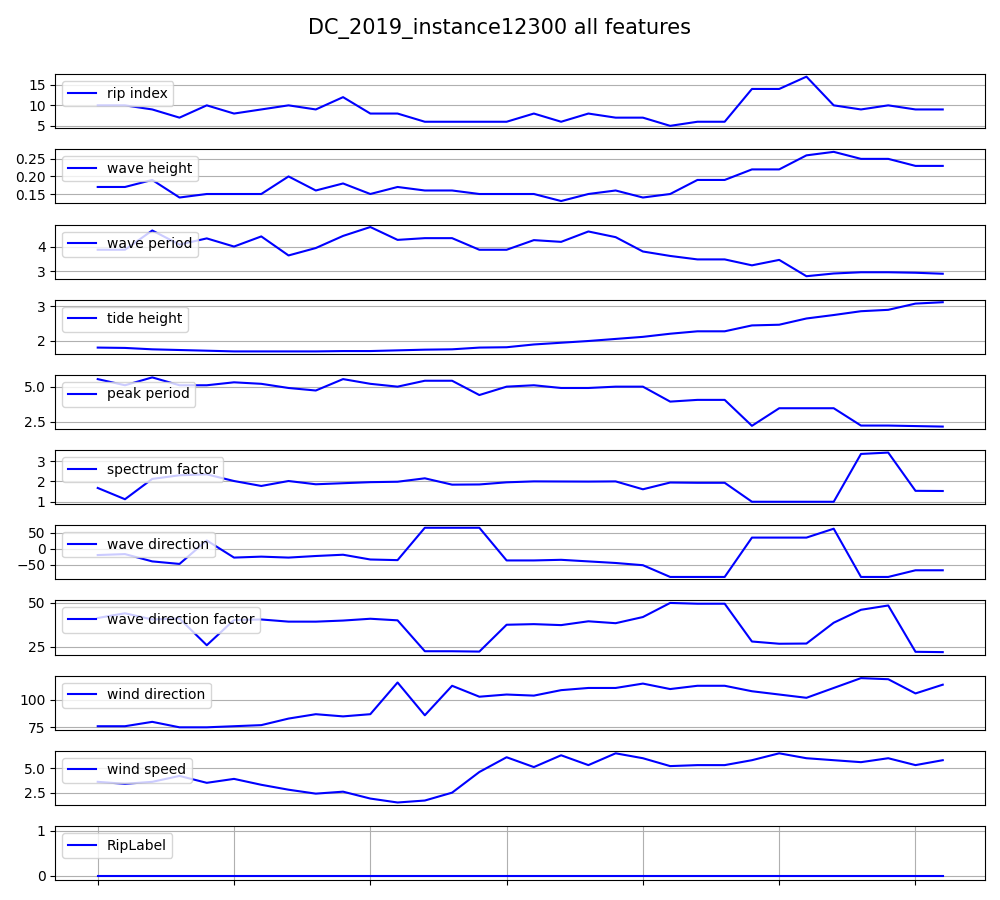 DC_2019_instance12300 all features
15
10
5
rip index
0.25
0.20
0.15
wave height
4
3
wave period
3
2
tide height
5.0
2.5
peak period
3
2
1
spectrum factor
50
0
−50
wave direction
50
25
wave direction factor
100
75
wind direction
5.0
2.5
wind speed
1
0
RipLabel